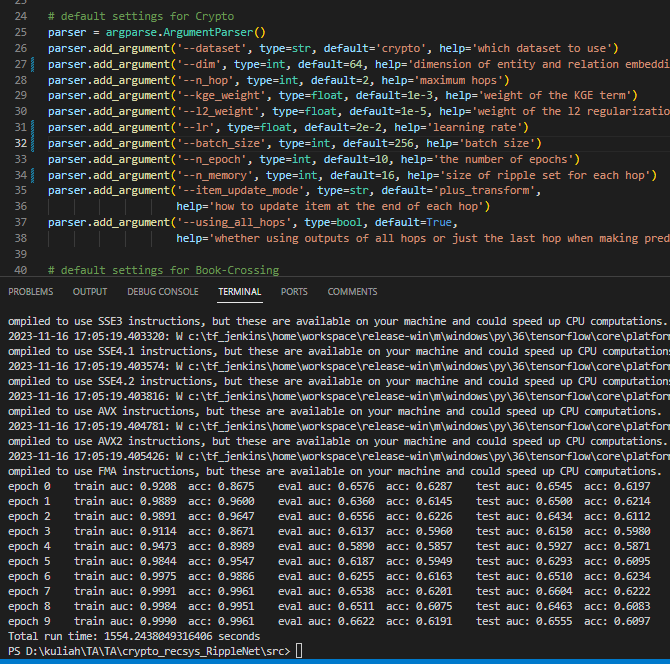 24 # default settings for Crypto
25 parser = argparse.ArgumentParser()
26 parser.add_argument('--dataset', type=str, default='crypto', help='which dataset to use')
27 parser.add_argument('--dim', type=int, default=64, help='dimension of entity and relation embeddi
28 parser.add_argument('--n_hop', type=int, default=2, help='maximum hops')
29 parser.add_argument('--kge_weight', type=float, default=1e-3, help='weight of the KGE term')
30 parser.add_argument('--l2_weight', type=float, default=1e-5, help='weight of the l2 regularizatio
31 parser.add_argument('--lr', type=float, default=2e-2, help='learning rate')
32 parser.add_argument('--batch_size', type=int, default=256, help='batch size')
33 parser.add_argument('--n_epoch', type=int, default=10, help='the number of epochs')
34 parser.add_argument('--n_memory', type=int, default=16, help='size of ripple set for each hop')
35 parser.add_argument('--item_update_mode', type=str, default='plus_transform',
36 help='how to update item at the end of each hop')
37 parser.add_argument('--using_all_hops', type=bool, default=True,
38 help='whether using outputs of all hops or just the last hop when making pred
39
40 # default settings for Book-Crossing
PROBLEMS OUTPUT DEBUG CONSOLE TERMINAL PORTS COMMENTS
ompiled to use SSE3 instructions, but these are available on your machine and could speed up CPU computations.
2023-11-16 17:05:19.403320: W c:\tf_jenkins\home\workspace\release-win\m\windows\py\36\tensorflow\core\platfor
ompiled to use SSE4.1 instructions, but these are available on your machine and could speed up CPU computations.
2023-11-16 17:05:19.403574: W c:\tf_jenkins\home\workspace\release-win\m\windows\py\36\tensorflow\core\platfor
ompiled to use SSE4.2 instructions, but these are available on your machine and could speed up CPU computations.
2023-11-16 17:05:19.403816: W c:\tf_jenkins\home\workspace\release-win\m\windows\py\36\tensorflow\core\platfor
ompiled to use AVX instructions, but these are available on your machine and could speed up CPU computations.
2023-11-16 17:05:19.404781: W c:\tf_jenkins\home\workspace\release-win\m\windows\py\36\tensorflow\core\platfor
ompiled to use AVX2 instructions, but these are available on your machine and could speed up CPU computations.
2023-11-16 17:05:19.405426: W c:\tf_jenkins\home\workspace\release-win\m\windows\py\36\tensorflow\core\platfor
ompiled to use FMA instructions, but these are available on your machine and could speed up CPU computations.
epoch 0 train auc: 0.9208 acc: 0.8675 eval auc: 0.6576 acc: 0.6287 test auc: 0.6545 acc: 0.6197
epoch 1 train auc: 0.9889 acc: 0.9600 eval auc: 0.6360 acc: 0.6145 test auc: 0.6500 acc: 0.6214
epoch 2 train auc: 0.9891 acc: 0.9647 eval auc: 0.6556 acc: 0.6226 test auc: 0.6434 acc: 0.6112
epoch 3 train auc: 0.9114 acc: 0.8671 eval auc: 0.6137 acc: 0.5960 test auc: 0.6150 acc: 0.5980
epoch 4 train auc: 0.9473 acc: 0.8989 eval auc: 0.5890 acc: 0.5857 test auc: 0.5927 acc: 0.5871
epoch 5 train auc: 0.9844 acc: 0.9547 eval auc: 0.6187 acc: 0.5949 test auc: 0.6293 acc: 0.6095
epoch 6 train auc: 0.9975 acc: 0.9886 eval auc: 0.6255 acc: 0.6163 test auc: 0.6510 acc: 0.6234
epoch 7 train auc: 0.9991 acc: 0.9961 eval auc: 0.6538 acc: 0.6201 test auc: 0.6604 acc: 0.6222
epoch 8 train auc: 0.9984 acc: 0.9951 eval auc: 0.6511 acc: 0.6075 test auc: 0.6463 acc: 0.6083
epoch 9 train auc: 0.9990 acc: 0.9961 eval auc: 0.6622 acc: 0.6191 test auc: 0.6555 acc: 0.6097
Total run time: 1554.2438049316406 seconds
PS D:\kuliah\TA\TA\crypto_recsys_RippleNet\src>